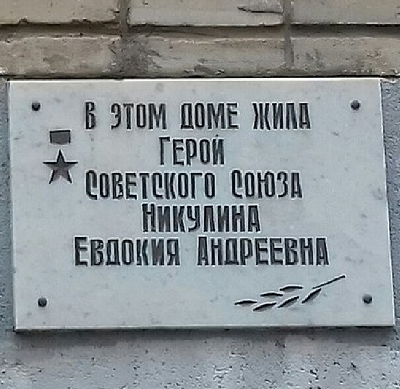 В ЭТОМ ДОМЕ ЖИЛА
ГЕРОЙ
СОВЕТСКОГО СОЮЗА
НИКУЛИНА
ЕВДОКИЯ АНДРЕЕВНА